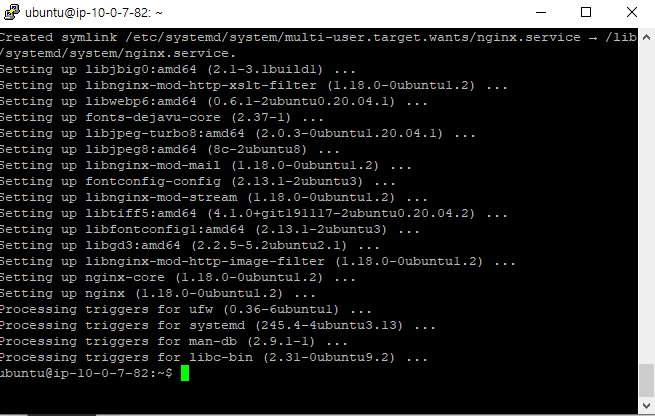 ubuntu@ip-10-0-7-82: ~
Created symlink /etc/systemd/system/multi-user.target.wants/nginx.service → /lib
/systemd/system/nginx.service.
Setting up libjbig0:amd64 (2.1-3.1build1) ...
Setting up libnginx-mod-http-xslt-filter (1.18.0-0ubuntu1.2) ...
Setting up libwebp6:amd64 (0.6.1-2ubuntu0.20.04.1) ...
Setting up fonts-dejavu-core (2.37-1) ...
Setting up libjpeg-turbo8:amd64 (2.0.3-0ubuntu1.20.04.1) ...
Setting up libjpeg8:amd64 (8c-2ubuntu8) ...
Setting up libnginx-mod-mail (1.18.0-0ubuntu1.2) ...
Setting up fontconfig-config (2.13.1-2ubuntu3) ...
Setting up libnginx-mod-stream (1.18.0-0ubuntu1.2) ...
Setting up libtiff5:amd64 (4.1.0+git191117-2ubuntu0.20.04.2) ...
Setting up libfontconfig1:amd64 (2.13.1-2ubuntu3) ...
Setting up libgd3:amd64 (2.2.5-5.2ubuntu2.1) ...
Setting up libnginx-mod-http-image-filter (1.18.0-0ubuntu1.2) ...
Setting up nginx-core (1.18.0-0ubuntu1.2) ...
Setting up nginx (1.18.0-0ubuntu1.2) ...
Processing triggers for ufw (0.36-6ubuntu1) ...
Processing triggers for systemd (245.4-4ubuntu3.13) ...
Processing triggers for man-db (2.9.1-1) ...
Processing triggers for libc-bin (2.31-0ubuntu9.2) ...
ubuntu@ip-10-0-7-82:~$